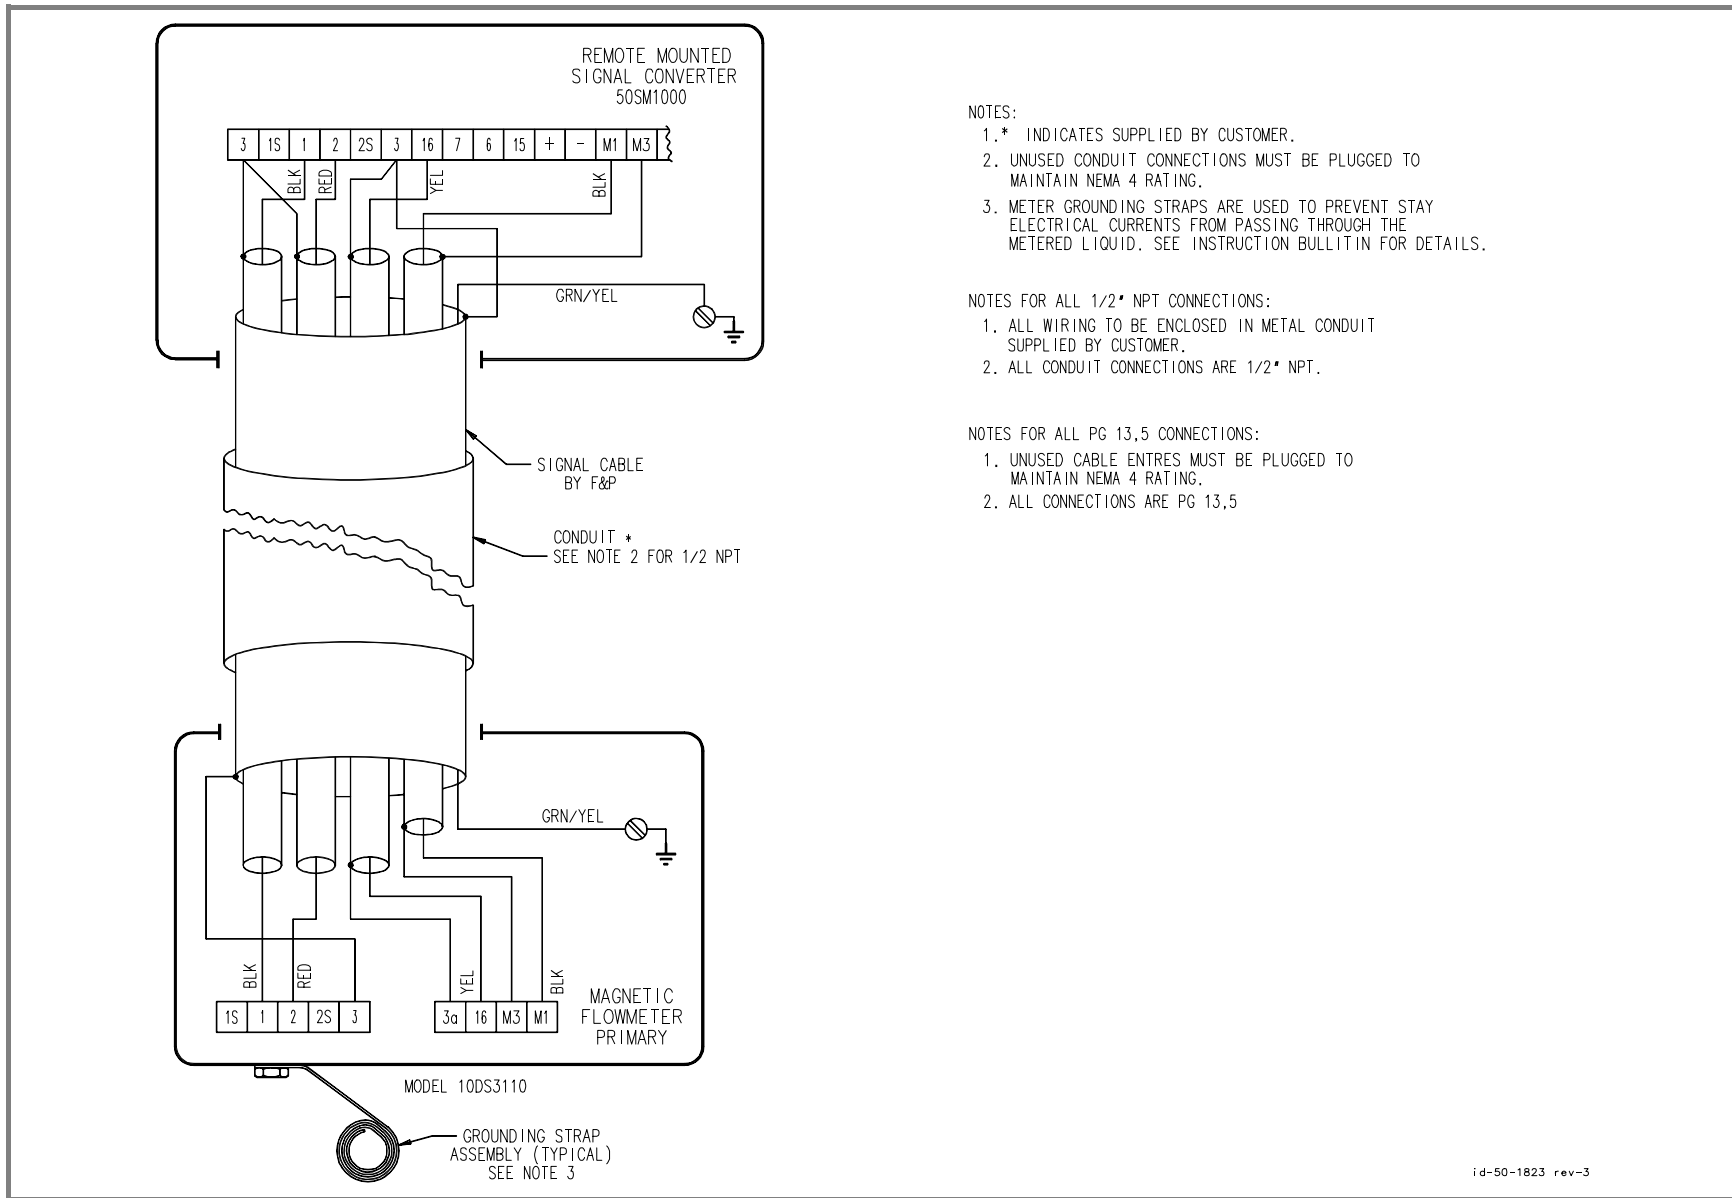 REMOTE MOUNTED
SIGNAL CONVERTER
50SM1000
3 1S 1 2 2S 3 16 7 6 15 + - M1 M3
BLK
RED
YEL
BLK
GRN/YEL
SIGNAL CABLE
BY F&P
CONDUIT *
SEE NOTE 2 FOR 1/2 NPT
GRN/YEL
BLK
RED
YEL
BLK
1S 1 2 2S 3
3a 16 M3 M1
MAGNETIC
FLOWMETER
PRIMARY
MODEL 10DS3110
GROUNDING STRAP
ASSEMBLY (TYPICAL)
SEE NOTE 3
NOTES:
1.* INDICATES SUPPLIED BY CUSTOMER.
2. UNUSED CONDUIT CONNECTIONS MUST BE PLUGGED TO
MAINTAIN NEMA 4 RATING.
3. METER GROUNDING STRAPS ARE USED TO PREVENT STAY
ELECTRICAL CURRENTS FROM PASSING THROUGH THE
METERED LIQUID. SEE INSTRUCTION BULLITIN FOR DETAILS.
NOTES FOR ALL 1/2" NPT CONNECTIONS:
1. ALL WIRING TO BE ENCLOSED IN METAL CONDUIT
SUPPLIED BY CUSTOMER.
2. ALL CONDUIT CONNECTIONS ARE 1/2" NPT.
NOTES FOR ALL PG 13,5 CONNECTIONS:
1. UNUSED CABLE ENTRES MUST BE PLUGGED TO
MAINTAIN NEMA 4 RATING.
2. ALL CONNECTIONS ARE PG 13,5
id-50-1823 rev-3